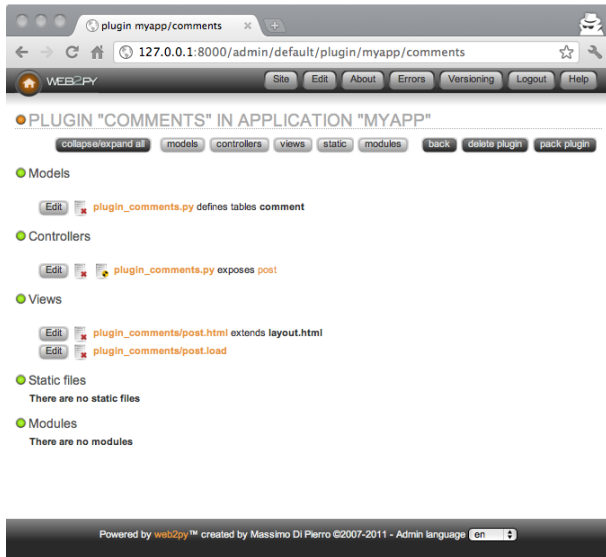 plugin myapp/comments
127.0.0.1:8000/admin/default/plugin/myapp/comments
WEB2PY Site Edit About Errors Versioning Logout Help
PLUGIN "COMMENTS" IN APPLICATION "MYAPP"
collapse/expand all models controllers views static modules back delete plugin pack plugin
Models
Edit plugin_comments.py defines tables comment
Controllers
Edit plugin_comments.py exposes post
Views
Edit plugin_comments/post.html extends layout.html
Edit plugin_comments/post.load
Static files
There are no static files
Modules
There are no modules
Powered by web2py™ created by Massimo Di Pierro ©2007-2011 - Admin language en